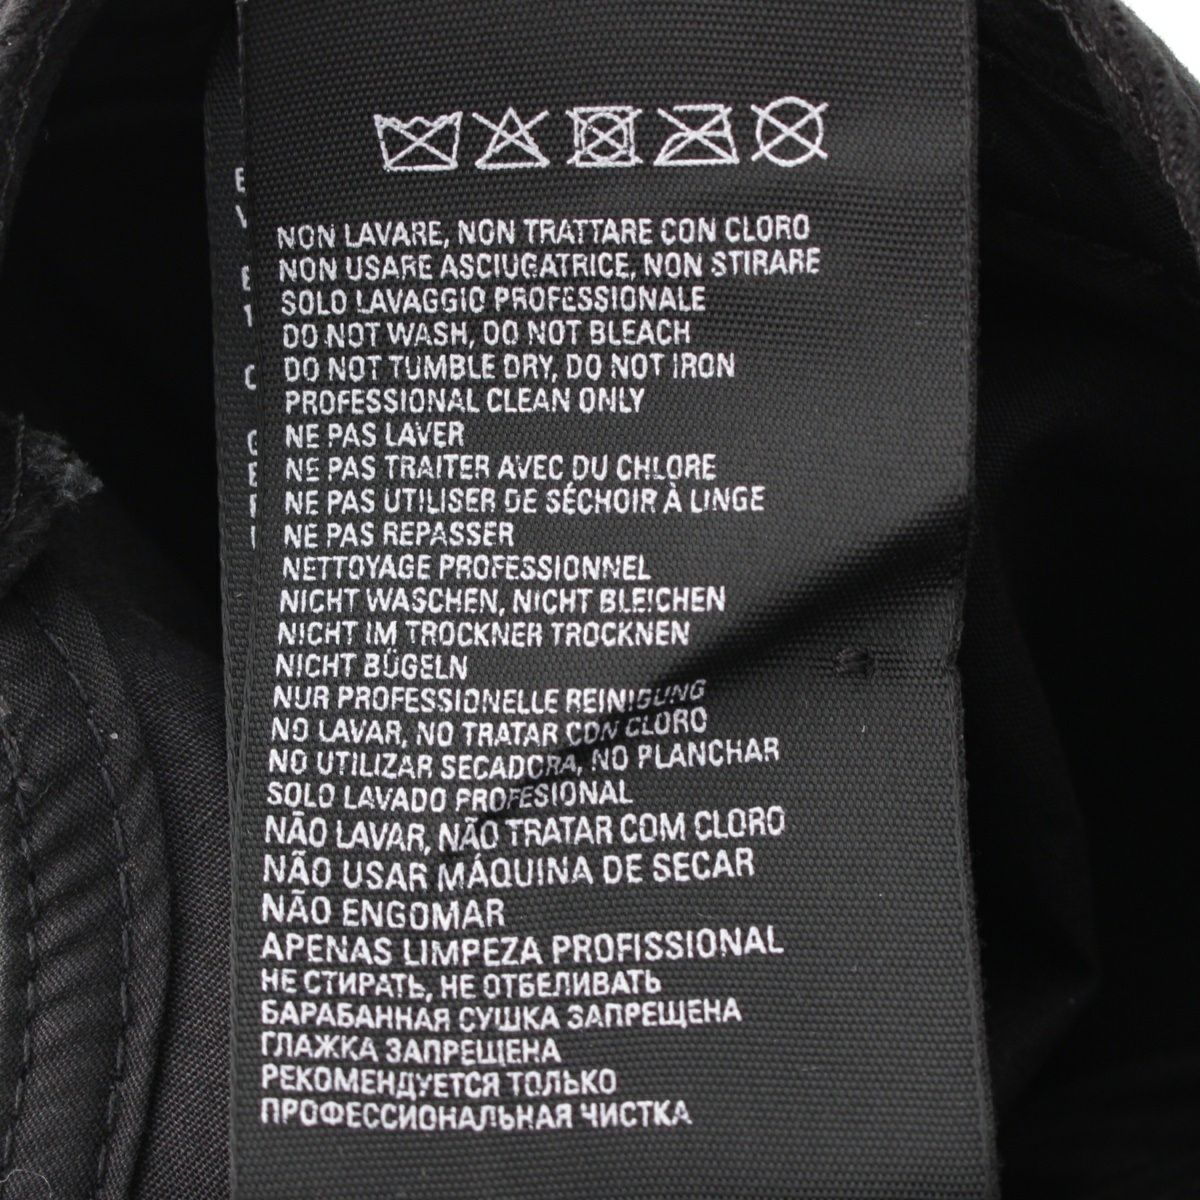 NON LAVARE, NON TRATTARE CON CLORO
NON USARE ASCIUGATRICE, NON STIRARE
SOLO LAVAGGIO PROFESSIONALE
DO NOT WASH, DO NOT BLEACH
DO NOT TUMBLE DRY, DO NOT IRON
PROFESSIONAL CLEAN ONLY
NE PAS LAVER
NE PAS TRAITER AVEC DU CHLORE
NE PAS UTILISER DE SÉCHOIR À LINGE
NE PAS REPASSER
NETTOYAGE PROFESSIONNEL
NICHT WASCHEN, NICHT BLEICHEN
NICHT IM TROCKNER TROCKNEN
NICHT BÜGELN
NUR PROFESSIONELLE REINIGUNG
NO LAVAR, NO TRATAR CON CLORO
NO UTILIZAR SECADORA, NO PLANCHAR
SOLO LAVADO PROFESIONAL
NÃO LAVAR, NÃO TRATAR COM CLORO
NÃO USAR MÁQUINA DE SECAR
NÃO ENGOMAR
APENAS LIMPEZA PROFISSIONAL
НЕ СТИРАТЬ, НЕ ОТБЕЛИВАТЬ
БАРАБАННАЯ СУШКА ЗАПРЕЩЕНА
ГЛАЖКА ЗАПРЕЩЕНА
РЕКОМЕНДУЕТСЯ ТОЛЬКО
ПРОФЕССИОНАЛЬНАЯ ЧИСТКА